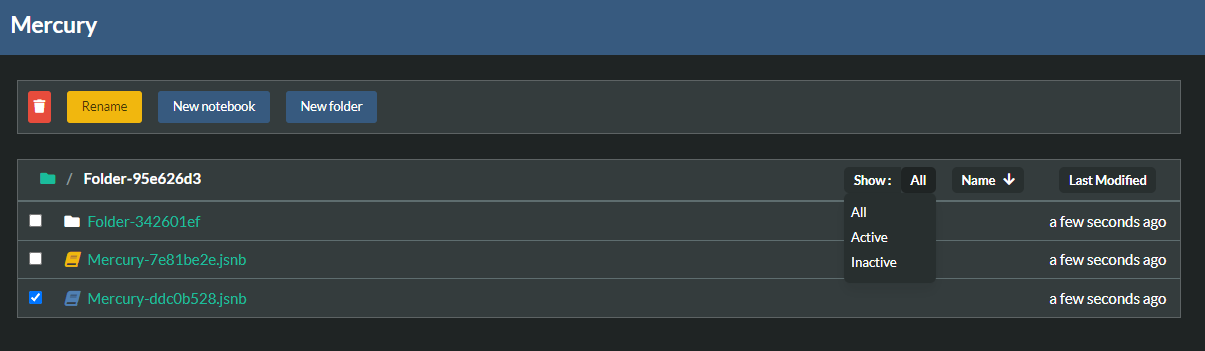 Mercury
Rename New notebook New folder
/ Folder-95e626d3 Show : All Name Last Modified
All
Folder-342601ef a few seconds ago
Active
Mercury-7e81be2e.jsnb a few seconds ago
Inactive
Mercury-ddc0b528.jsnb a few seconds ago